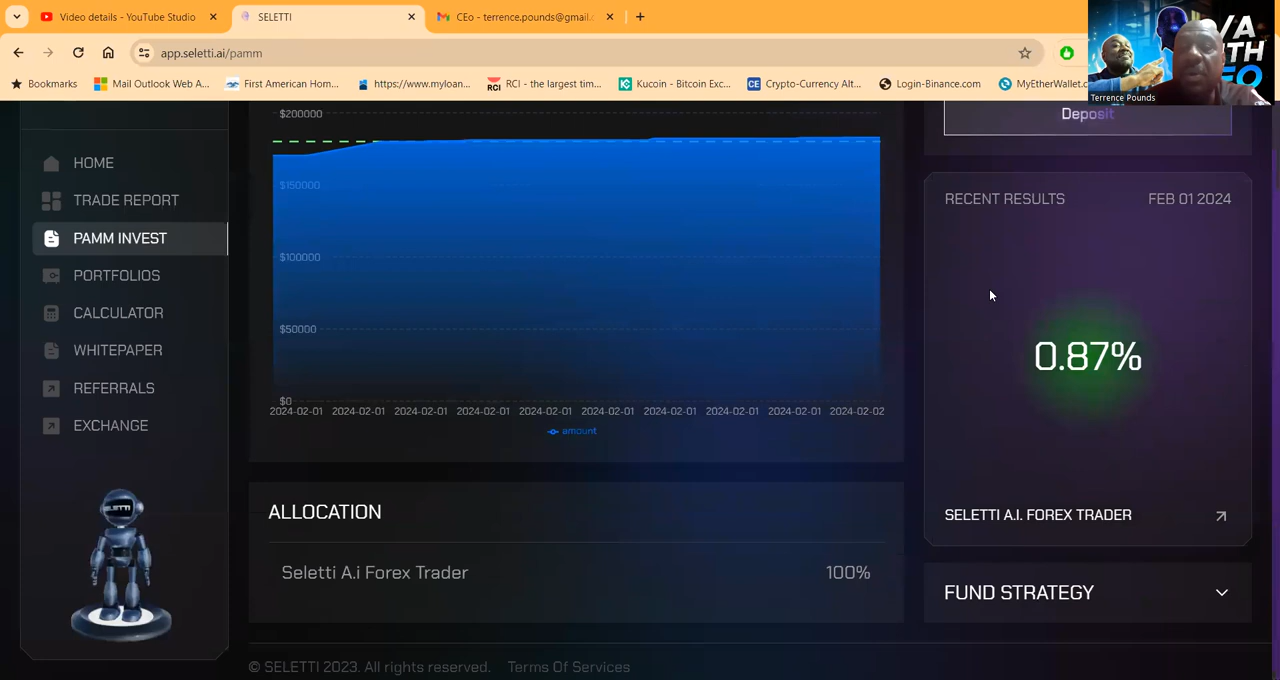 Video details - YouTube Studio
SELETTI
CEo - terrence.pounds@gmail.c
app.seletti.ai/pamm
Bookmarks
Mail Outlook Web A...
First American Hom...
https://www.myloan...
RCI
RCI - the largest tim...
Kucoin - Bitcoin Exc...
CE
Crypto-Currency Alt...
Login-Binance.com
MyEtherWallet.c
Terrence Pounds
HOME
TRADE REPORT
PAMM INVEST
PORTFOLIOS
CALCULATOR
WHITEPAPER
REFERRALS
EXCHANGE
$200000
$150000
$100000
$50000
$0
2024-02-01 2024-02-01 2024-02-01 2024-02-01 2024-02-01 2024-02-01 2024-02-01 2024-02-01 2024-02-01 2024-02-02
amount
ALLOCATION
Seletti A.i Forex Trader 100%
Deposit
RECENT RESULTS FEB 01 2024
0.87%
SELETTI A.I. FOREX TRADER
FUND STRATEGY
© SELETTI 2023. All rights reserved. Terms Of Services